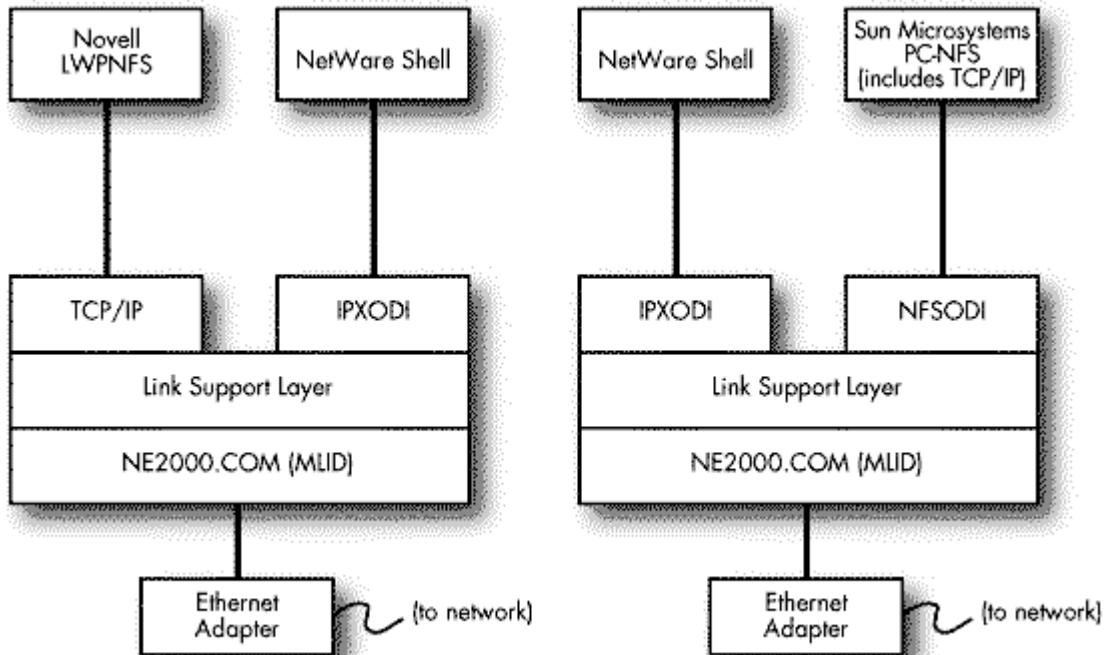 Novell
LWPNFS
NetWare Shell
NetWare Shell
Sun Microsystems
PC-NFS
(includes TCP/IP)
TCP/IP
IPXODI
IPXODI
NFSODI
Link Support Layer
Link Support Layer
NE2000.COM (MLID)
NE2000.COM (MLID)
Ethernet
Adapter
(to network)
Ethernet
Adapter
(to network)